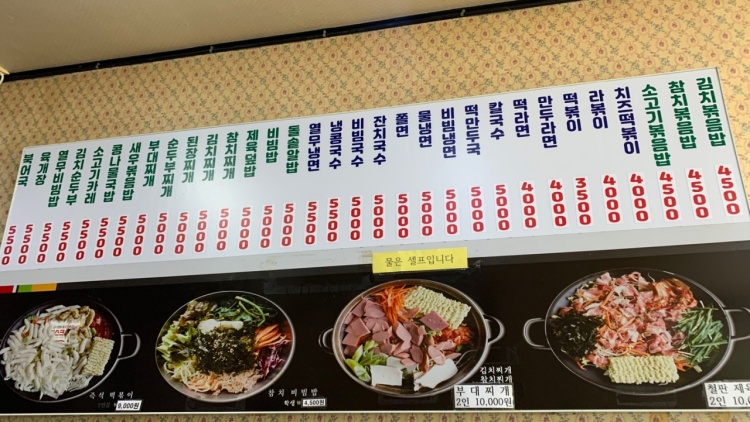 북어국 5500
육개장 5500
열무비빔밥 5500
김치순두부 5500
소고기카레 5500
콩나물국밥 5500
새우볶음밥 5500
부대찌개 5000
순두부찌개 5000
된장찌개 5000
김치찌개 5000
참치찌개 5000
제육덮밥 5000
비빔밥 5000
돌솥알밥 5500
열무냉면 5500
냉콩국수 5500
비빔국수 5000
잔치국수 5000
쫄면 5000
물냉면 5000
비빔냉면 5000
떡만두국 5000
칼국수 5000
떡라면 4000
만두라면 4000
떡볶이 3500
라볶이 4000
치즈떡볶이 4000
소고기볶음밥 4500
참치볶음밥 4500
김치볶음밥 4500
물은 셀프입니다
즉석 떡볶이
9,000원
참치비빔밥
4,500원
김치찌개
참치찌개
부대찌개
2인 10,000원
철판 제육
2인 10,00